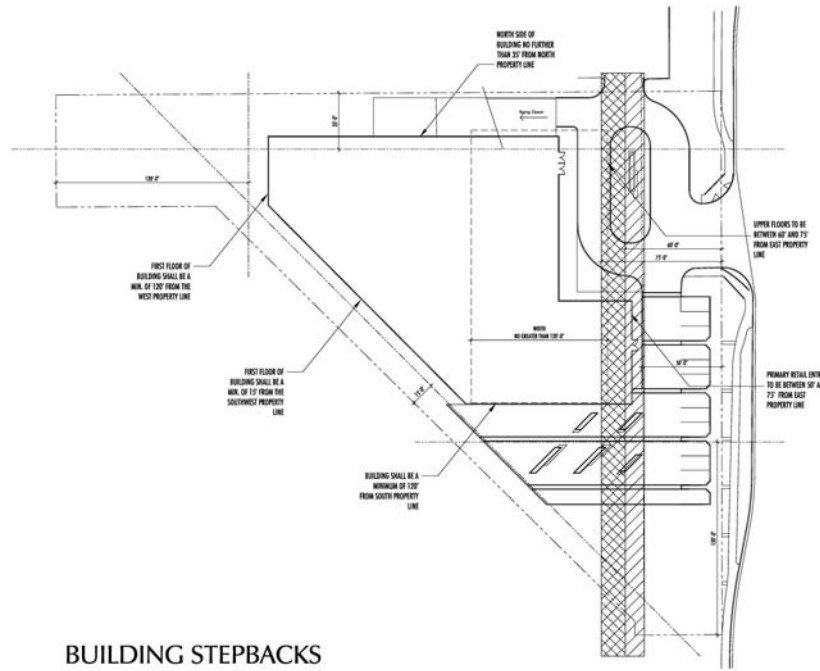 NORTH SIDE OF
BUILDING NO FURTHER
THAN 35' FROM NORTH
PROPERTY LINE
Ramp Down
UPPER FLOORS TO BE
BETWEEN 60' AND 75'
FROM EAST PROPERTY
LINE
60'-0"
75'-0"
FIRST FLOOR OF
BUILDING SHALL BE A
MIN. OF 120' FROM THE
WEST PROPERTY LINE
WIDTH
NO GREATER THAN 120'-0"
FIRST FLOOR OF
BUILDING SHALL BE A
MIN. OF 15' FROM THE
SOUTHWEST PROPERTY
LINE
PRIMARY RETAIL ENTR
TO BE BETWEEN 50' A
75' FROM EAST
PROPERTY LINE
15'-0"
BUILDING SHALL BE A
MINIMUM OF 120'
FROM SOUTH PROPERTY
LINE
BUILDING STEPBACKS